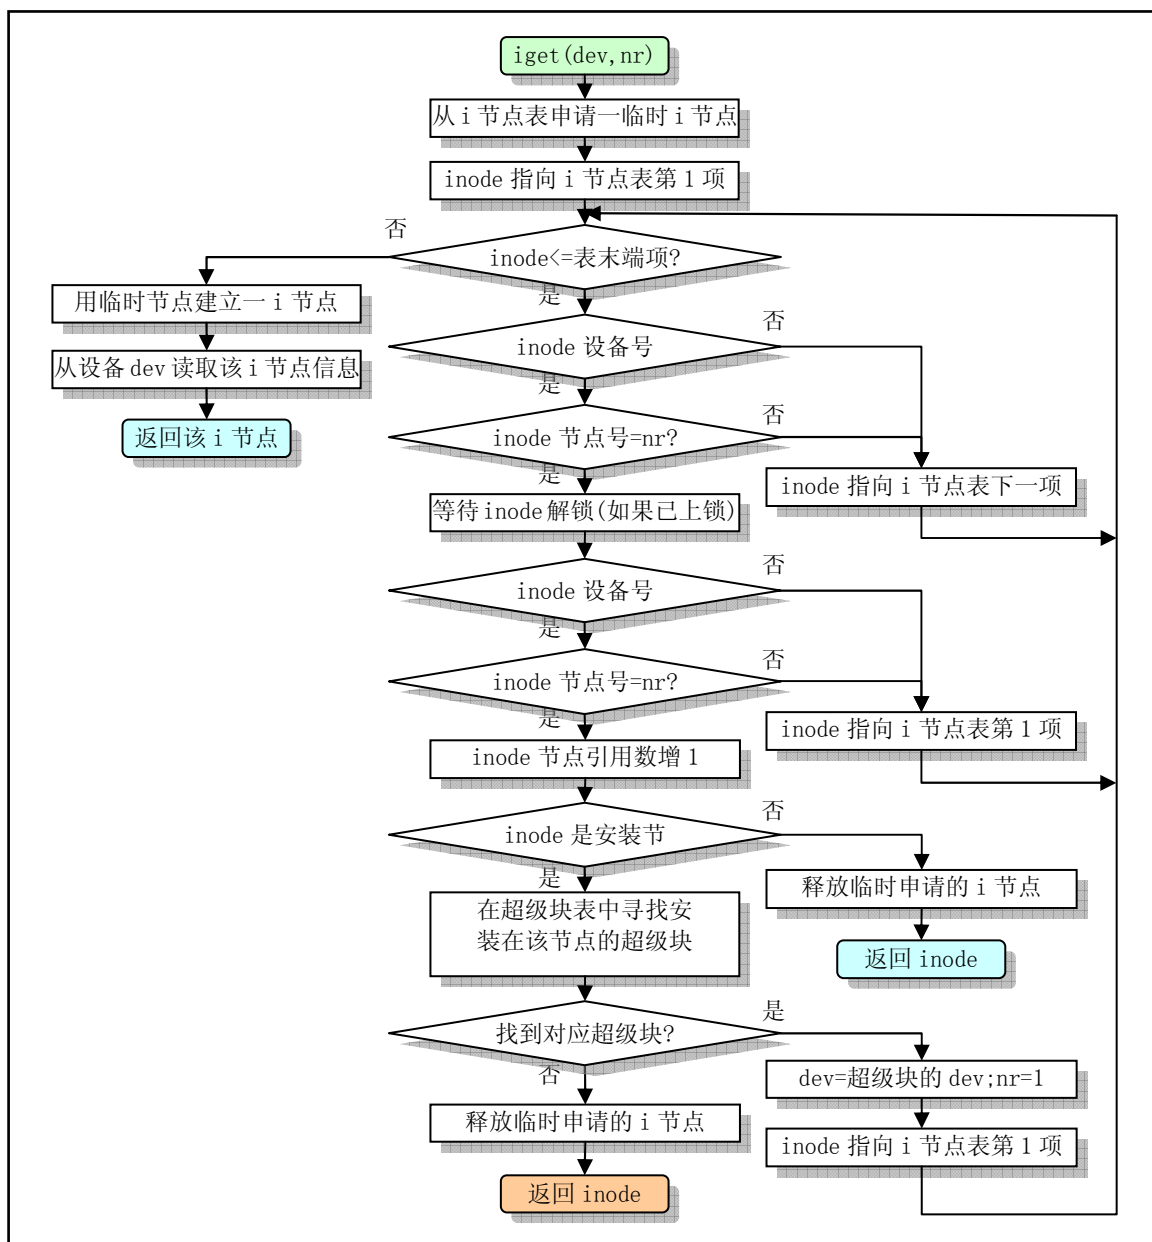 iget(dev,nr)
从 i 节点表申请一临时 i 节点
inode 指向 i 节点表第 1 项
否
inode<=表末端项?
是
用临时节点建立一 i 节点
否
inode 设备号
从设备 dev 读取该 i 节点信息
是
否
返回该 i 节点
inode 节点号=nr?
是
inode 指向 i 节点表下一项
等待 inode 解锁(如果已上锁)
否
inode 设备号
是
否
inode 节点号=nr?
是
inode 指向 i 节点表第 1 项
inode 节点引用数增 1
否
inode 是安装节
是
释放临时申请的 i 节点
在超级块表中寻找安
装在该节点的超级块
返回 inode
是
找到对应超级块?
否
dev=超级块的 dev;nr=1
释放临时申请的 i 节点
inode 指向 i 节点表第 1 项
返回 inode